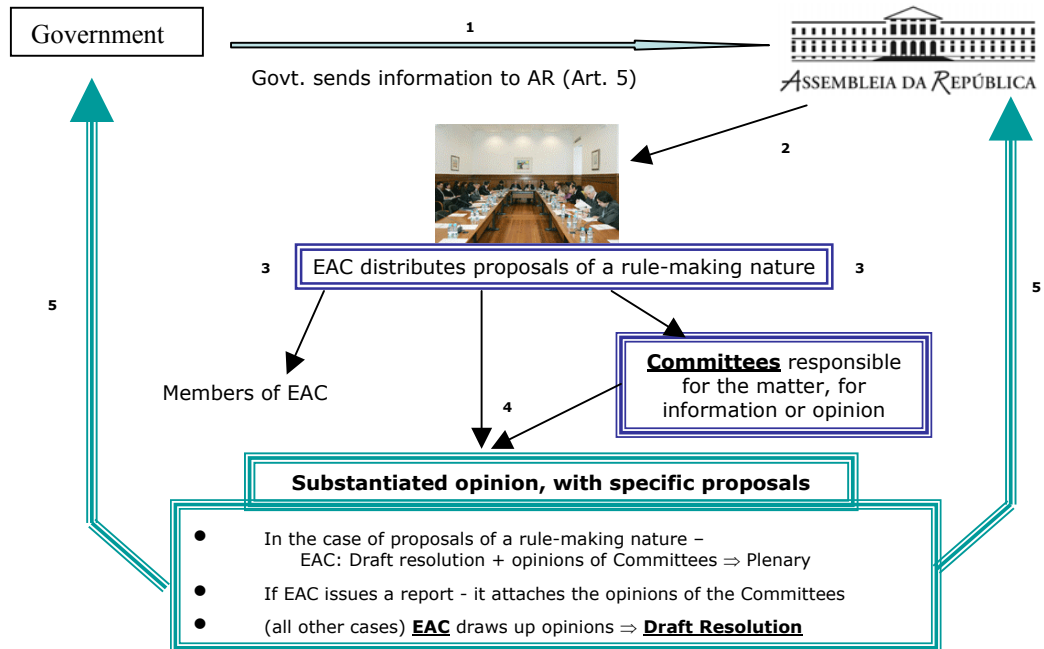 Government
1
Govt. sends information to AR (Art. 5)
ASSEMBLEIA DA REPÚBLICA
2
3
EAC distributes proposals of a rule-making nature
3
5
5
Members of EAC
Committees responsible
for the matter, for
information or opinion
4
Substantiated opinion, with specific proposals
● In the case of proposals of a rule-making nature –
EAC: Draft resolution + opinions of Committees ⇒ Plenary
● If EAC issues a report - it attaches the opinions of the Committees
● (all other cases) EAC draws up opinions ⇒ Draft Resolution